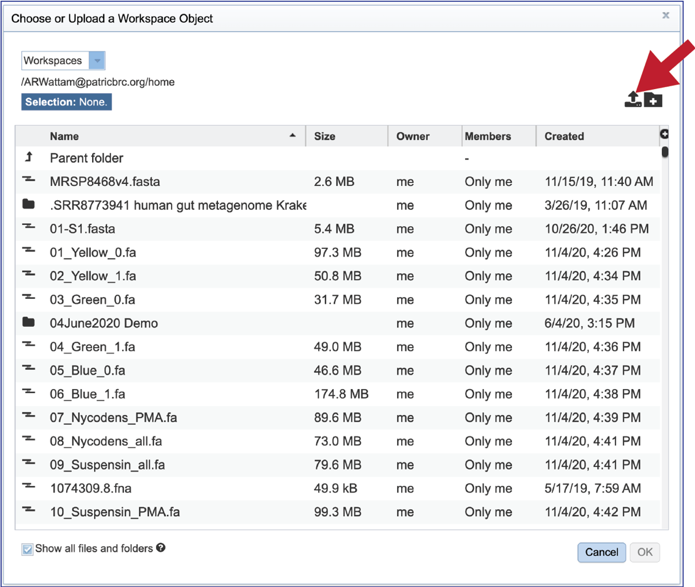 Choose or Upload a Workspace Object
x
Workspaces
/ARWattam@patricbrc.org/home
Selection: None.
Name Size Owner Members Created
Parent folder -
MRSP8468v4.fasta 2.6 MB me Only me 11/15/19, 11:40 AM
.SRR8773941 human gut metagenome Krake me Only me 3/26/19, 11:07 AM
01-S1.fasta 5.4 MB me Only me 10/26/20, 1:46 PM
01_Yellow_0.fa 97.3 MB me Only me 11/4/20, 4:26 PM
02_Yellow_1.fa 50.8 MB me Only me 11/4/20, 4:34 PM
03_Green_0.fa 31.7 MB me Only me 11/4/20, 4:35 PM
04June2020 Demo me Only me 6/4/20, 3:15 PM
04_Green_1.fa 49.0 MB me Only me 11/4/20, 4:36 PM
05_Blue_0.fa 46.6 MB me Only me 11/4/20, 4:37 PM
06_Blue_1.fa 174.8 MB me Only me 11/4/20, 4:38 PM
07_Nycodens_PMA.fa 89.6 MB me Only me 11/4/20, 4:39 PM
08_Nycodens_all.fa 73.0 MB me Only me 11/4/20, 4:41 PM
09_Suspensin_all.fa 79.6 MB me Only me 11/4/20, 4:41 PM
1074309.8.fna 49.9 kB me Only me 5/17/19, 7:59 AM
10_Suspensin_PMA.fa 99.3 MB me Only me 11/4/20, 4:42 PM
Show all files and folders ?
Cancel OK